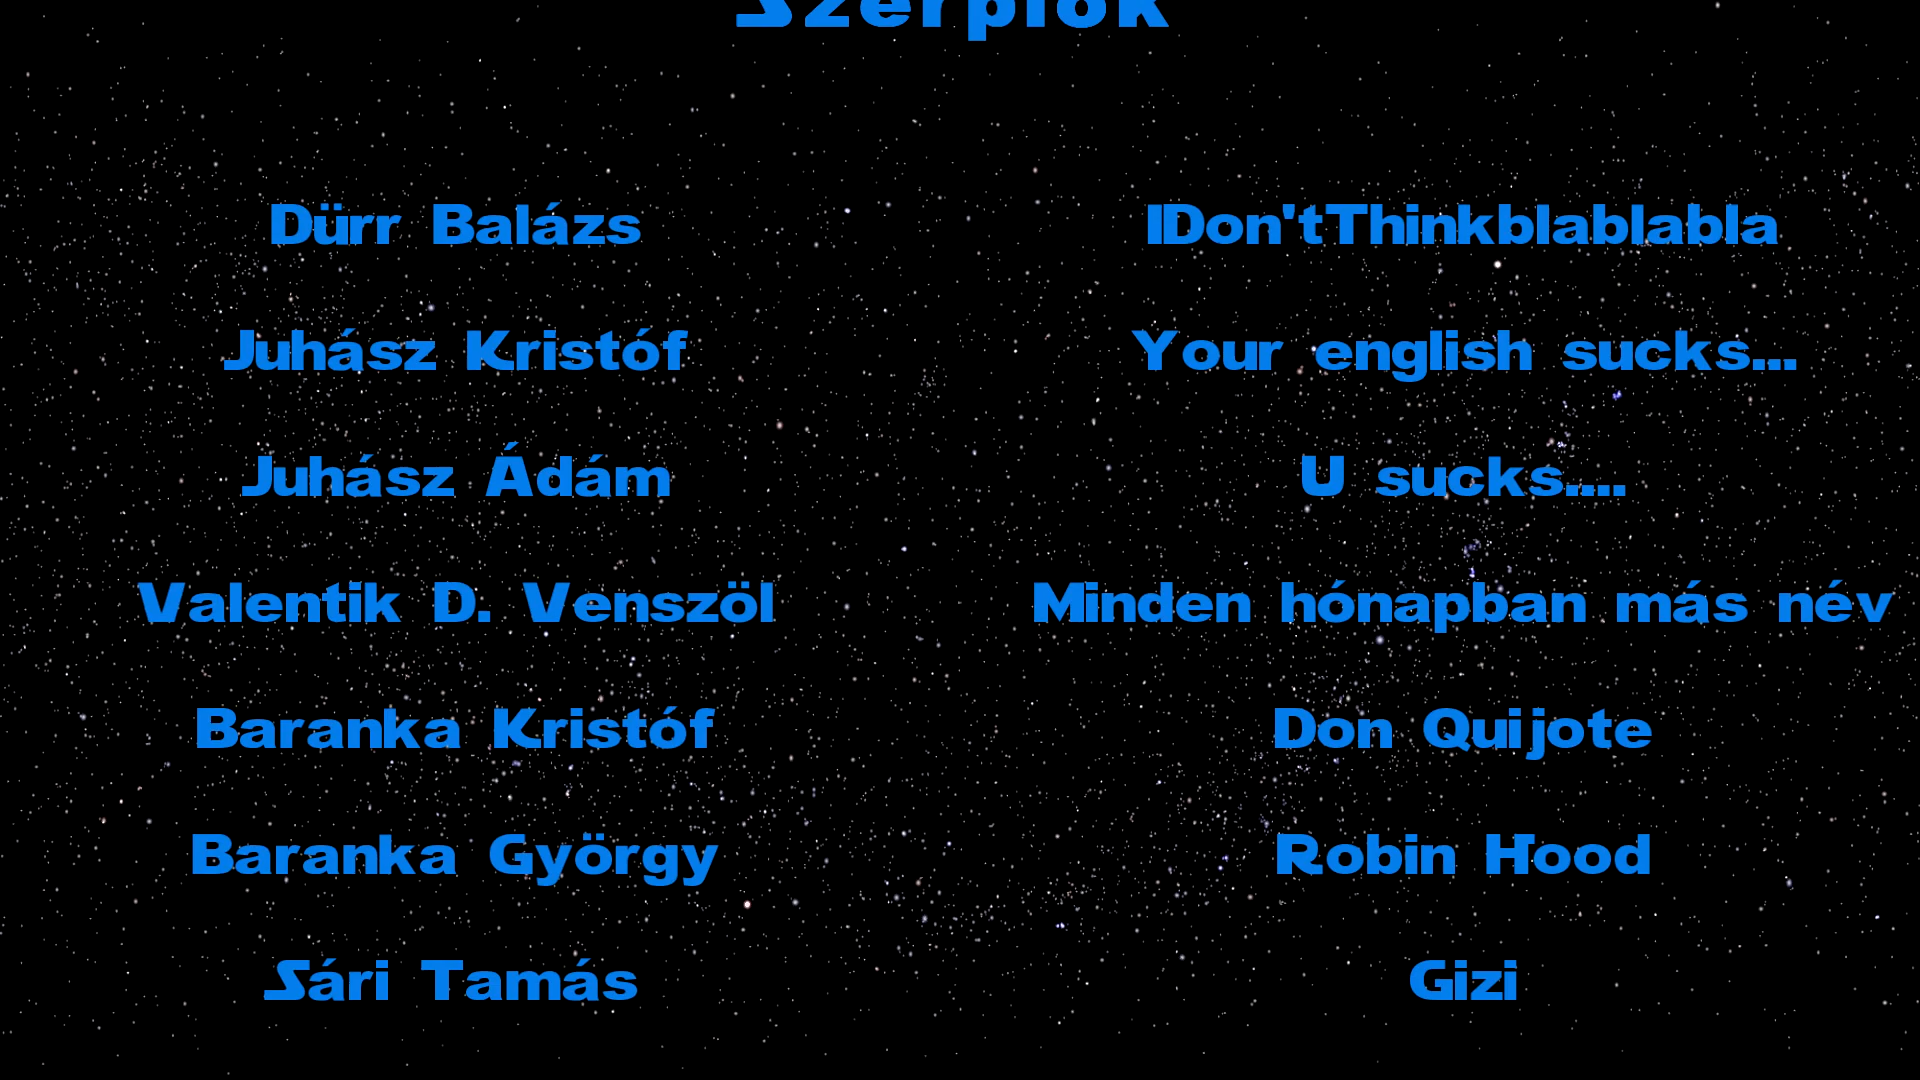 Szerplők
Dürr Balázs IDon'tThinkblablabla
Juhász Kristóf Your english sucks...
Juhász Ádám U sucks....
Valentik D. Venszöl Minden hónapban más név
Baranka Kristóf Don Quijote
Baranka György Robin Hood
Sári Tamás Gizi